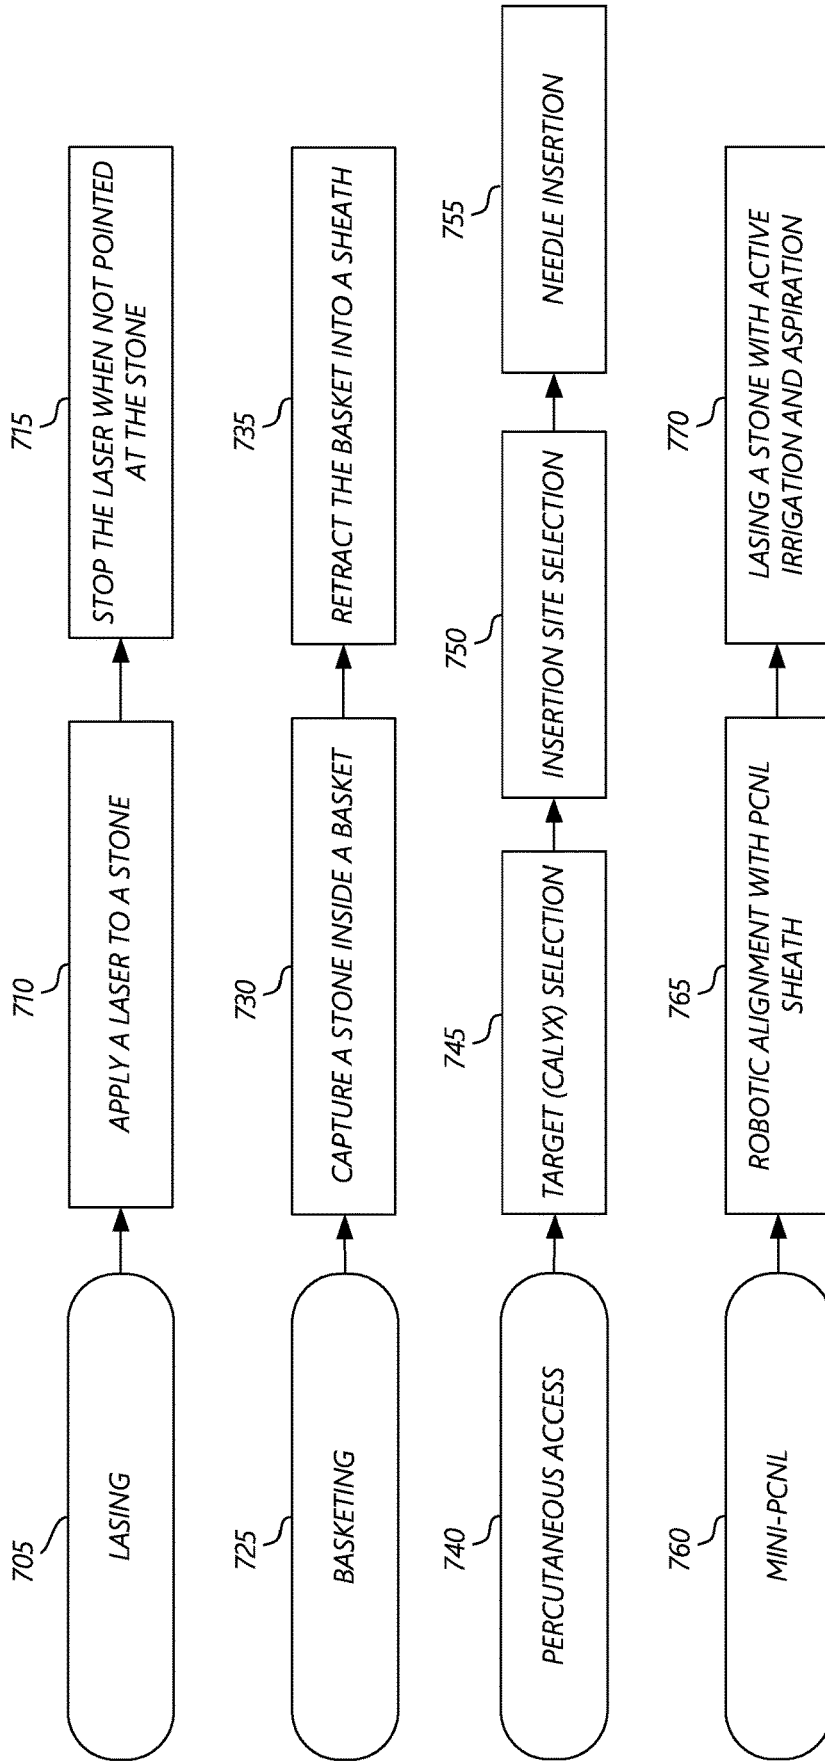 705
LASING
710
APPLY A LASER TO A STONE
715
STOP THE LASER WHEN NOT POINTED
AT THE STONE
725
BASKETING
730
CAPTURE A STONE INSIDE A BASKET
735
RETRACT THE BASKET INTO A SHEATH
740
PERCUTANEOUS ACCESS
745
TARGET (CALYX) SELECTION
750
INSERTION SITE SELECTION
755
NEEDLE INSERTION
760
MINI-PCNL
765
ROBOTIC ALIGNMENT WITH PCNL
SHEATH
770
LASING A STONE WITH ACTIVE
IRRIGATION AND ASPIRATION